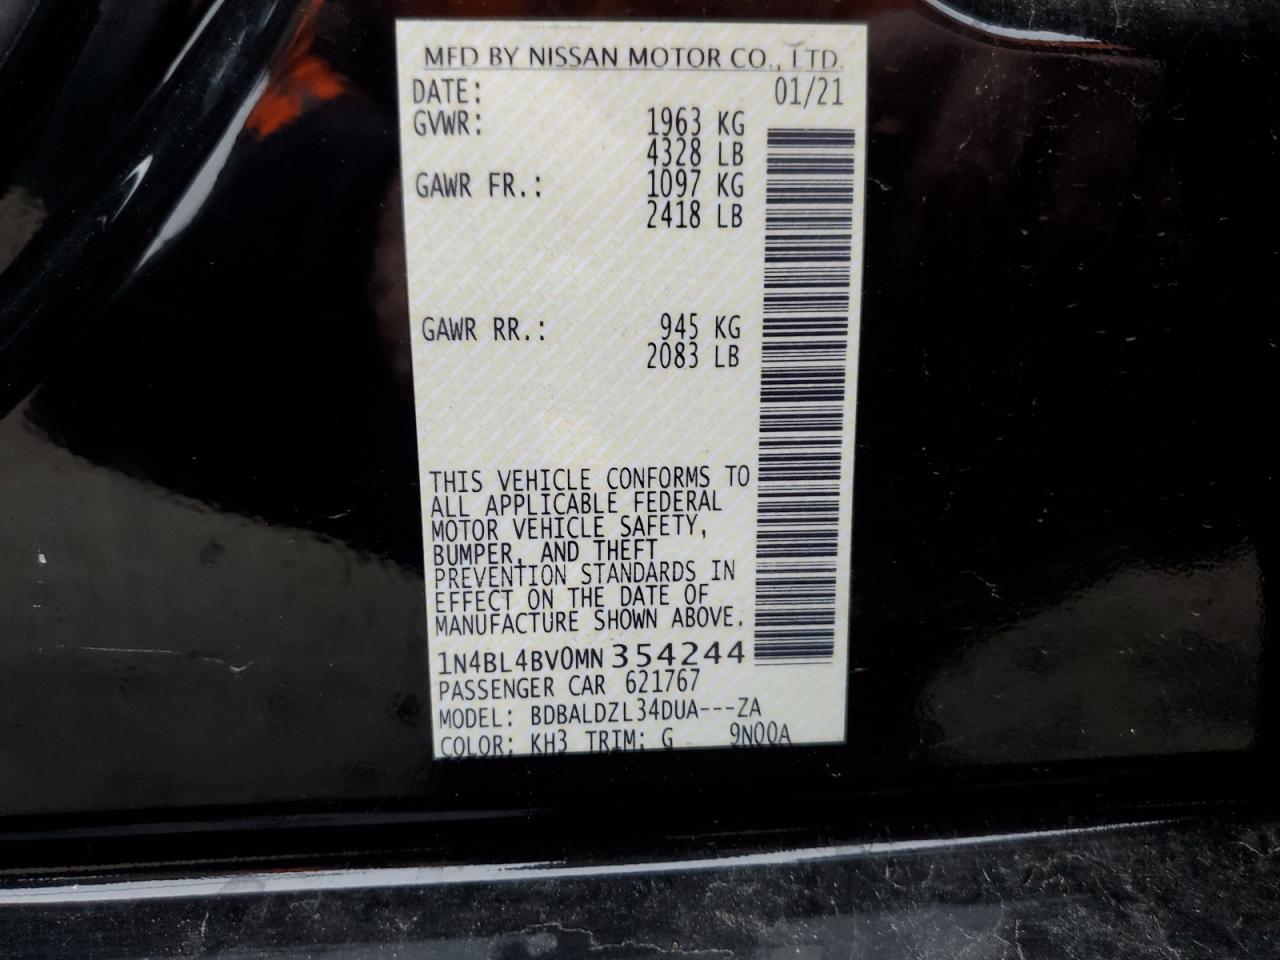 MFD BY NISSAN MOTOR CO., LTD.
DATE: 01/21
GVWR: 1963 KG
4328 LB
GAWR FR.: 1097 KG
2418 LB
GAWR RR.: 945 KG
2083 LB
THIS VEHICLE CONFORMS TO
ALL APPLICABLE FEDERAL
MOTOR VEHICLE SAFETY,
BUMPER, AND THEFT
PREVENTION STANDARDS IN
EFFECT ON THE DATE OF
MANUFACTURE SHOWN ABOVE.
1N4BL4BV0MN354244
PASSENGER CAR 621767
MODEL: BDBALDZL34DUA---ZA
COLOR: KH3 TRIM: G 9N00A